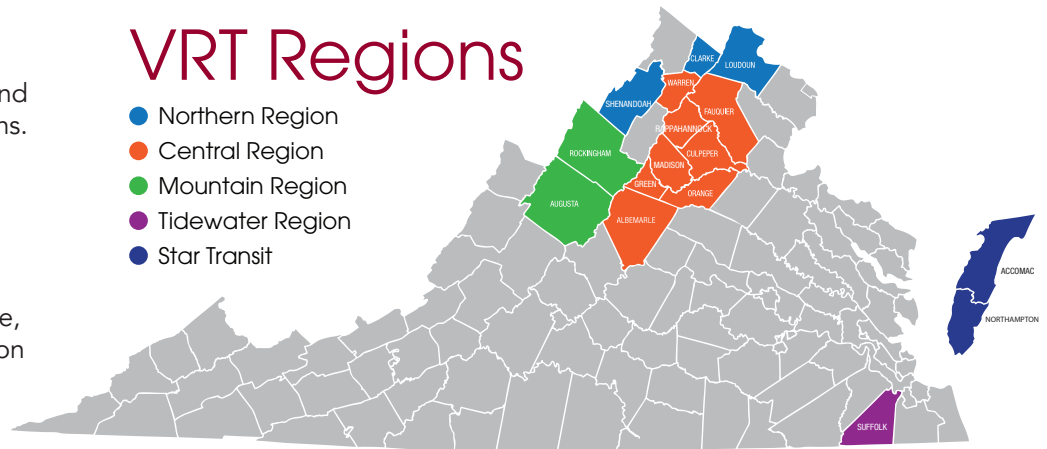 nd
ns.
e,
on
VRT Regions
Northern Region
Central Region
Mountain Region
Tidewater Region
Star Transit
CLARKE
LOUDOUN
WARREN
SHENANDOAH
FAUQUIER
RAPPAHANNOCK
ROCKINGHAM
CULPEPER
MADISON
GREEN
ORANGE
AUGUSTA
ALBEMARLE
ACCOMAC
NORTHAMPTON
SUFFOLK